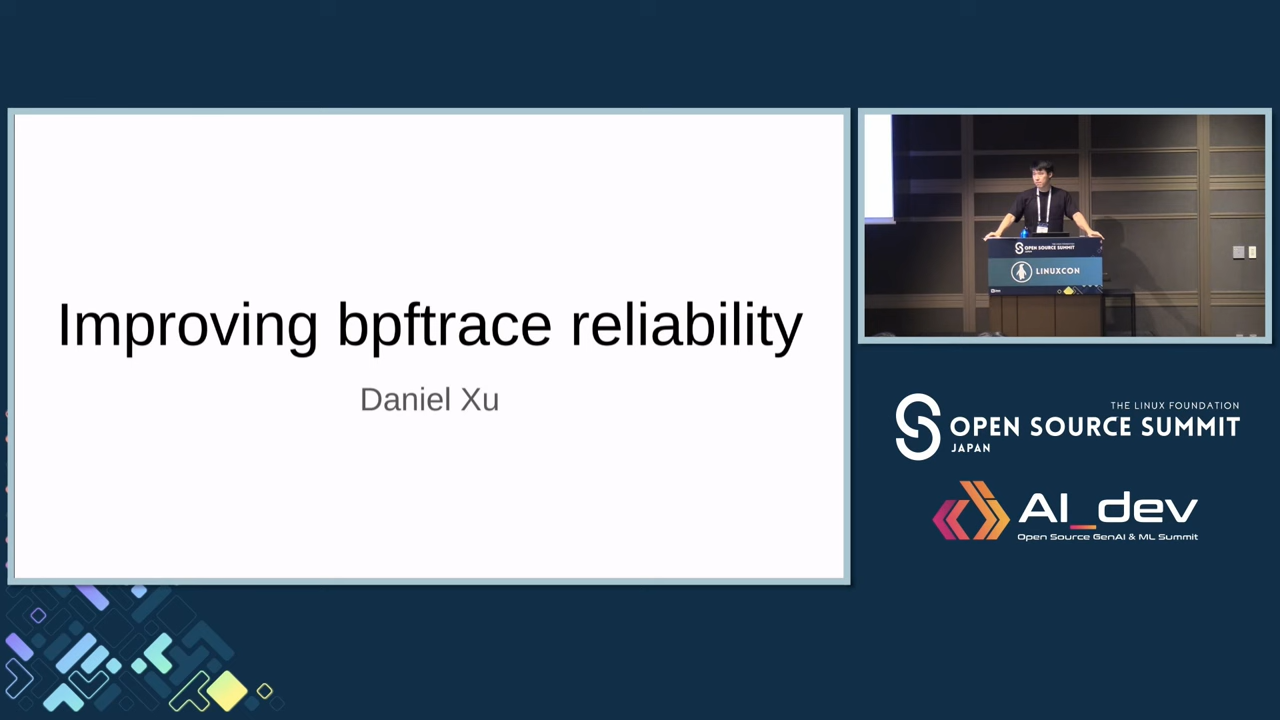 Improving bpftrace reliability
Daniel Xu
OPEN SOURCE SUMMIT
LINUXCON
THE LINUX FOUNDATION
OPEN SOURCE SUMMIT
JAPAN
AI_dev
Open Source GenAI & ML Summit